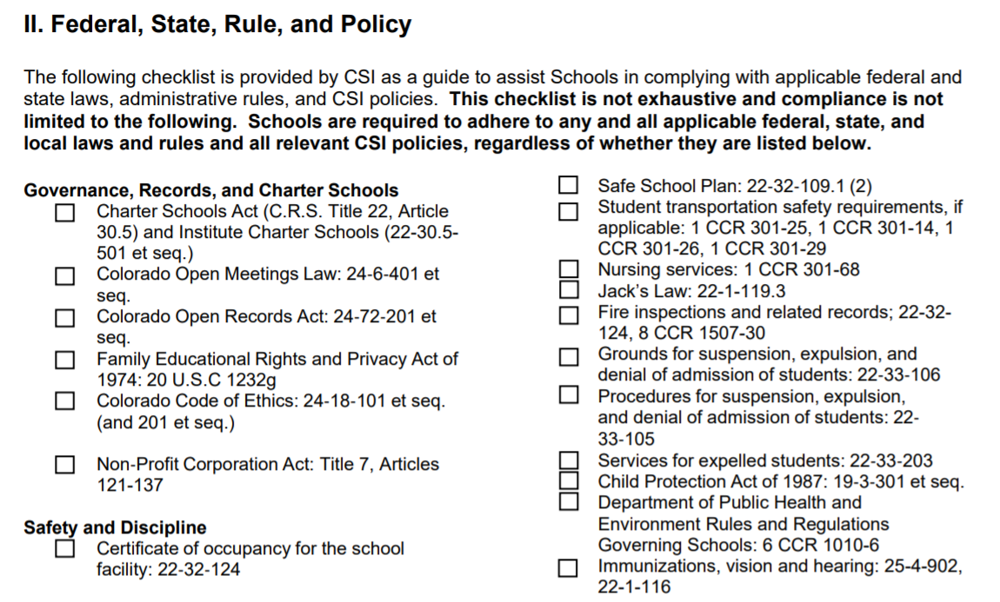 II. Federal, State, Rule, and Policy
The following checklist is provided by CSI as a guide to assist Schools in complying with applicable federal and
state laws, administrative rules, and CSI policies.  This checklist is not exhaustive and compliance is not
limited to the following.  Schools are required to adhere to any and all applicable federal, state, and
local laws and rules and all relevant CSI policies, regardless of whether they are listed below.
Governance, Records, and Charter Schools
Charter Schools Act (C.R.S. Title 22, Article
30.5) and Institute Charter Schools (22-30.5-
501 et seq.)
Colorado Open Meetings Law: 24-6-401 et
seq.
Colorado Open Records Act: 24-72-201 et
seq.
Family Educational Rights and Privacy Act of
1974: 20 U.S.C 1232g
Colorado Code of Ethics: 24-18-101 et seq.
(and 201 et seq.)
Non-Profit Corporation Act: Title 7, Articles
121-137
Safety and Discipline
Certificate of occupancy for the school
facility: 22-32-124
Safe School Plan: 22-32-109.1 (2)
Student transportation safety requirements, if
applicable: 1 CCR 301-25, 1 CCR 301-14, 1
CCR 301-26, 1 CCR 301-29
Nursing services: 1 CCR 301-68
Jack's Law: 22-1-119.3
Fire inspections and related records; 22-32-
124, 8 CCR 1507-30
Grounds for suspension, expulsion, and
denial of admission of students: 22-33-106
Procedures for suspension, expulsion,
and denial of admission of students: 22-
33-105
Services for expelled students: 22-33-203
Child Protection Act of 1987: 19-3-301 et seq.
Department of Public Health and
Environment Rules and Regulations
Governing Schools: 6 CCR 1010-6
Immunizations, vision and hearing: 25-4-902,
22-1-116